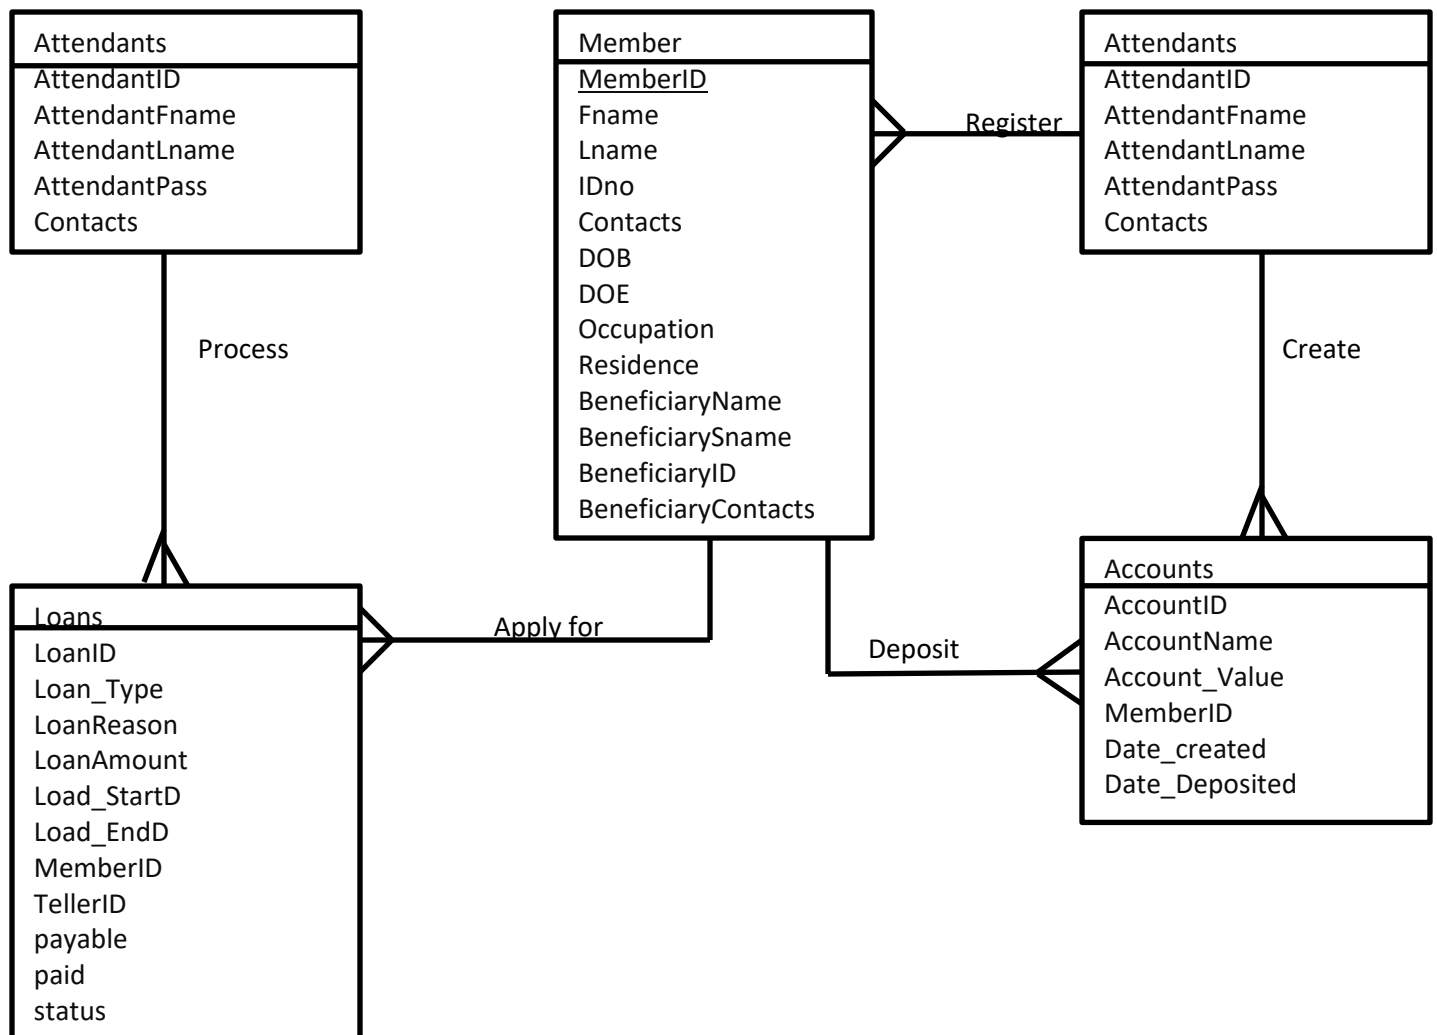 Attendants
AttendantID
AttendantFname
AttendantLname
AttendantPass
Contacts
Process
Loans
LoanID
Loan_Type
LoanReason
LoanAmount
Load_StartD
Load_EndD
MemberID
TellerID
payable
paid
status
Apply for
Member
MemberID
Fname
Lname
IDno
Contacts
DOB
DOE
Occupation
Residence
BeneficiaryName
BeneficiarySname
BeneficiaryID
BeneficiaryContacts
Register
Deposit
Attendants
AttendantID
AttendantFname
AttendantLname
AttendantPass
Contacts
Create
Accounts
AccountID
AccountName
Account_Value
MemberID
Date_created
Date_Deposited